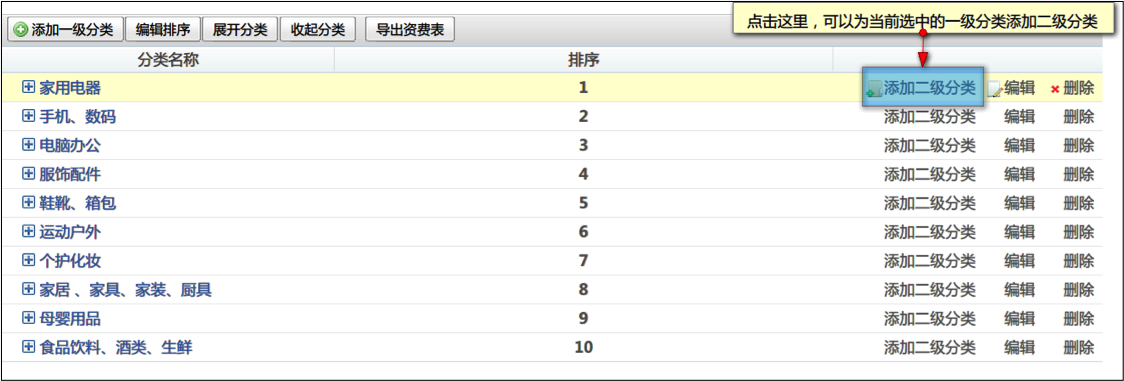 点击这里，可以为当前选中的一级分类添加二级分类
添加一级分类 编辑排序 展开分类 收起分类 导出资费表
分类名称 排序
家用电器 1 添加二级分类 编辑 删除
手机、数码 2 添加二级分类 编辑 删除
电脑办公 3 添加二级分类 编辑 删除
服饰配件 4 添加二级分类 编辑 删除
鞋靴、箱包 5 添加二级分类 编辑 删除
运动户外 6 添加二级分类 编辑 删除
个护化妆 7 添加二级分类 编辑 删除
家居 、家具、家装、厨具 8 添加二级分类 编辑 删除
母婴用品 9 添加二级分类 编辑 删除
食品饮料、酒类、生鲜 10 添加二级分类 编辑 删除